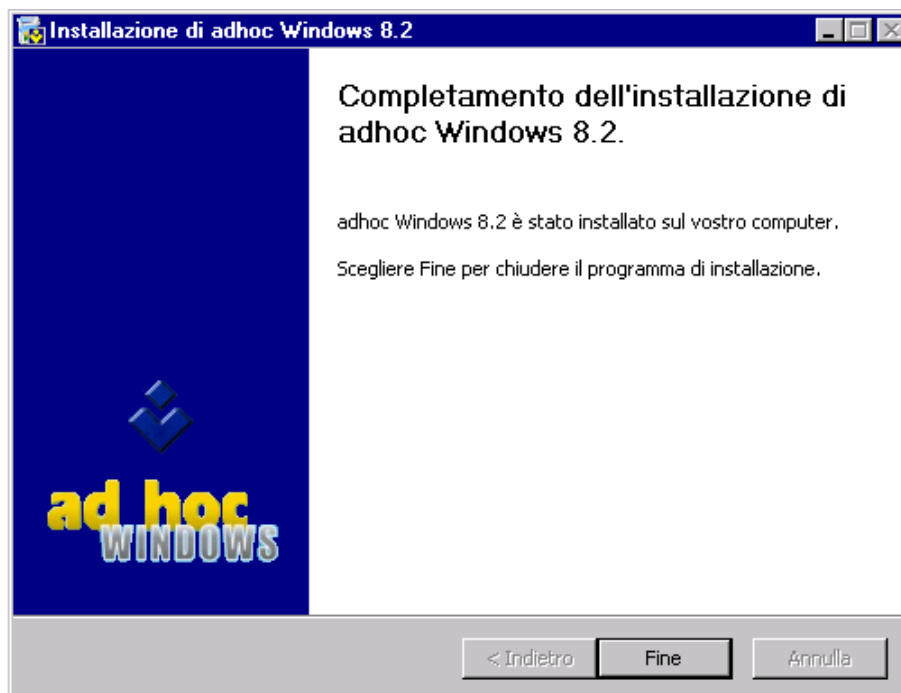 Installazione di adhoc Windows 8.2
Completamento dell'installazione di
adhoc Windows 8.2.
adhoc Windows 8.2 è stato installato sul vostro computer.
Scegliere Fine per chiudere il programma di installazione.
ad hoc
WINDOWS
< Indietro
Fine
Annulla